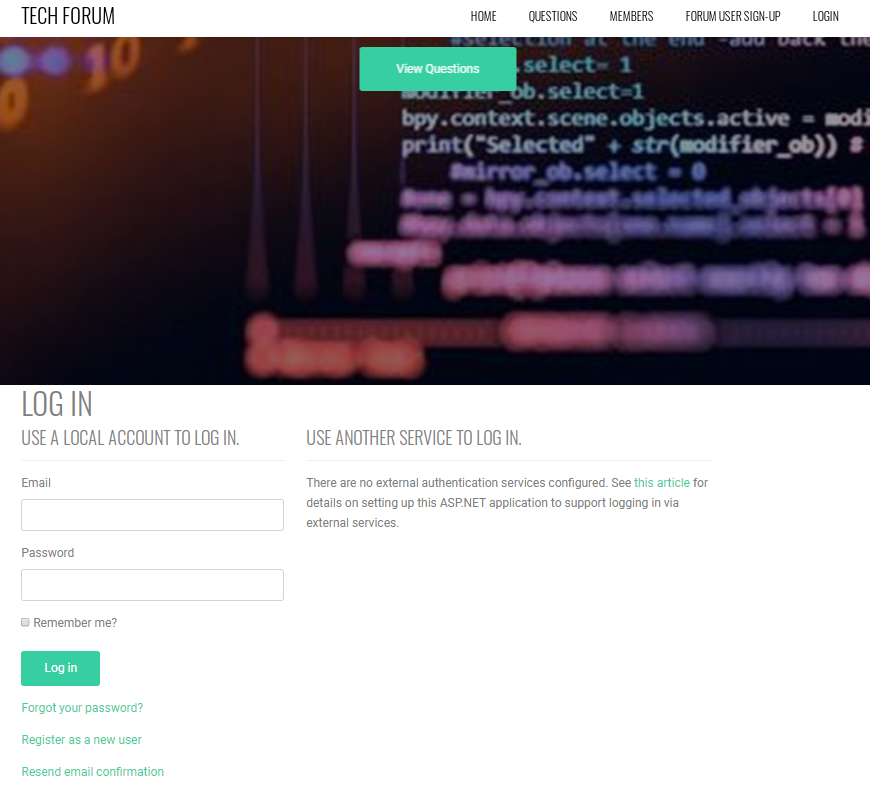 TECH FORUM
HOME QUESTIONS MEMBERS FORUM USER SIGN-UP LOGIN
#selection at the end -add back the
View Questions
.select= 1
modifier_ob.select=1
bpy.context.scene.objects.active = modi
print("Selected" + str(modifier_ob)) #
#mirror_ob.select = 0
= bpy.context.selected_objects[0]
LOG IN
USE A LOCAL ACCOUNT TO LOG IN.
Email
Password
Remember me?
Log in
Forgot your password?
Register as a new user
Resend email confirmation
USE ANOTHER SERVICE TO LOG IN.
There are no external authentication services configured. See this article for
details on setting up this ASP.NET application to support logging in via
external services.